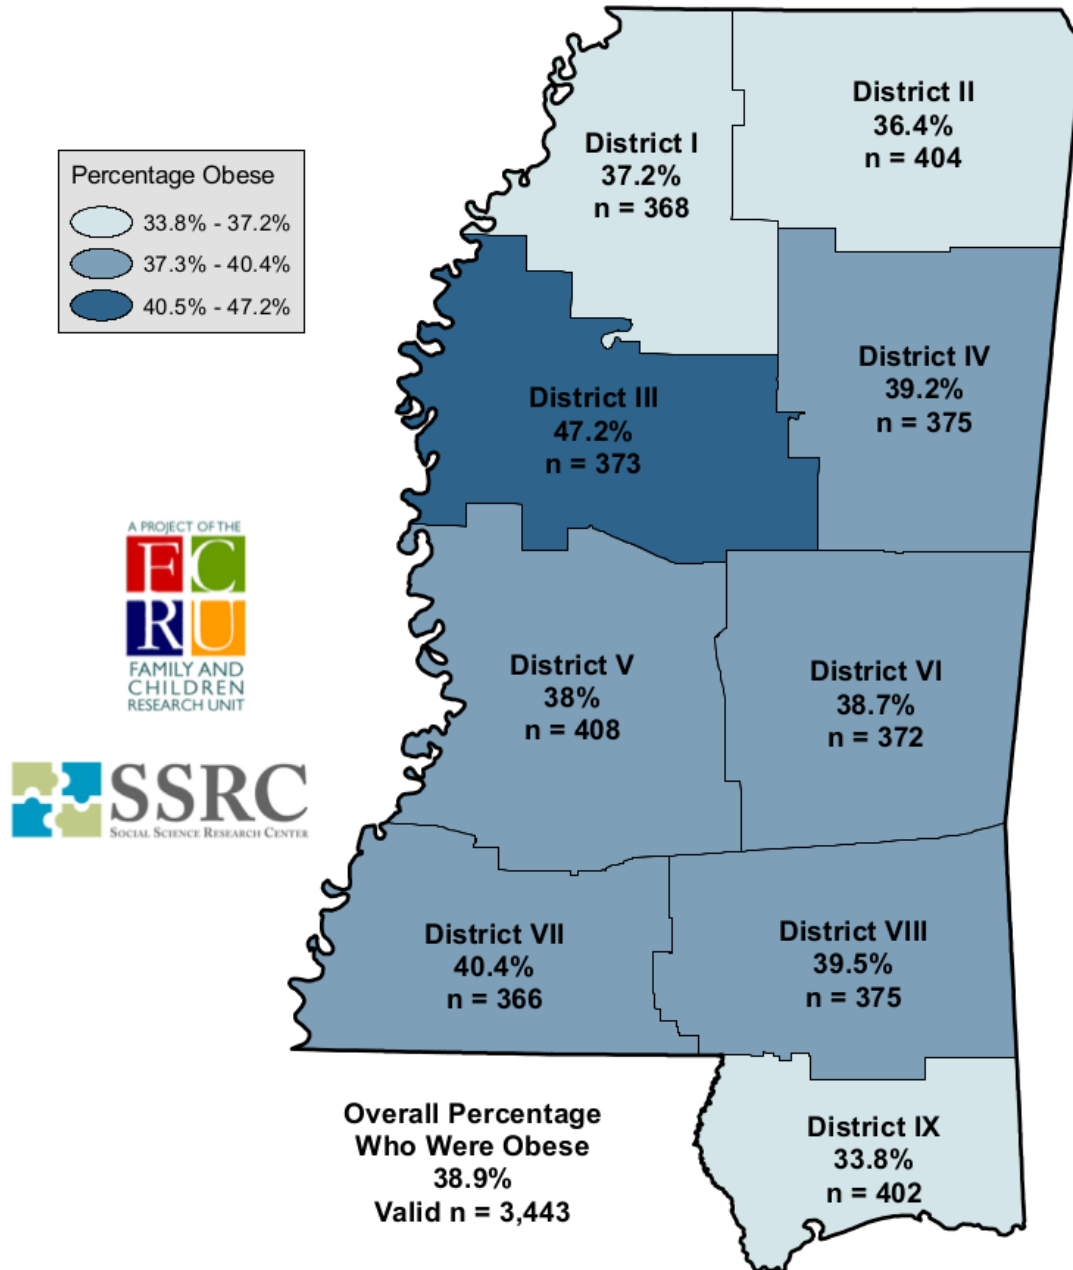 District I
37.2%
n = 368
District II
36.4%
n = 404
Percentage Obese
33.8% - 37.2%
37.3% - 40.4%
40.5% - 47.2%
District III
47.2%
n = 373
District IV
39.2%
n = 375
A PROJECT OF THE
FC
RU
FAMILY AND
CHILDREN
RESEARCH UNIT
District V
38%
n = 408
District VI
38.7%
n = 372
SSRC
SOCIAL SCIENCE RESEARCH CENTER
District VII
40.4%
n = 366
District VIII
39.5%
n = 375
Overall Percentage
Who Were Obese
38.9%
Valid n = 3,443
District IX
33.8%
n = 402